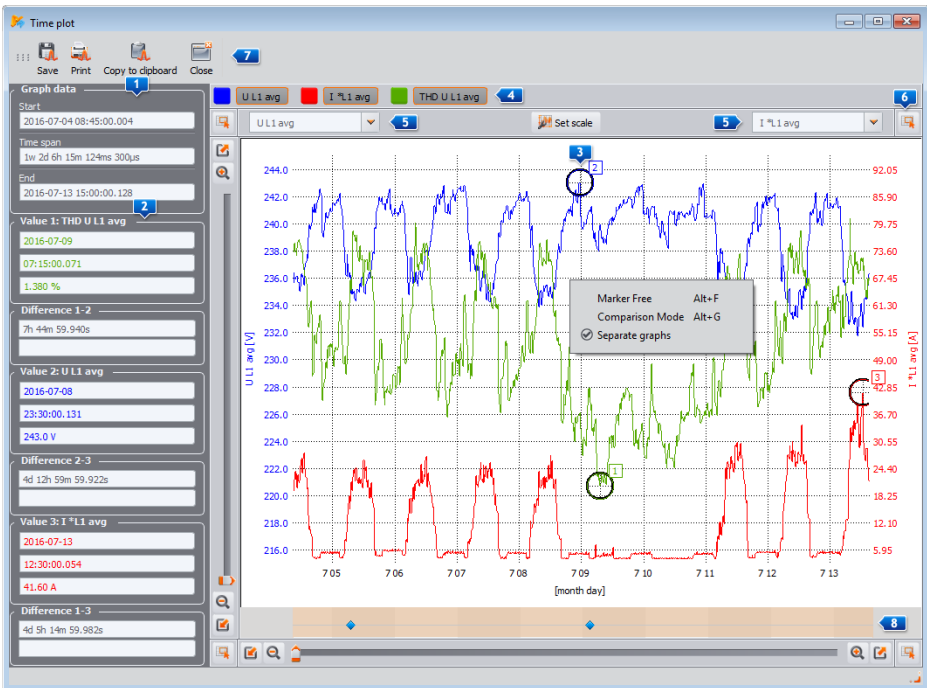 Time plot
Save Print Copy to clipboard Close 7
1
Graph data
Start
2016-07-04 08:45:00.004
Time span
1w 2d 6h 15m 124ms 300µs
End
2016-07-13 15:00:00.128
2
Value 1: THD U L1 avg
2016-07-09
07:15:00.071
1.380 %
Difference 1-2
7h 44m 59.940s
Value 2: U L1 avg
2016-07-08
23:30:00.131
243.0 V
Difference 2-3
4d 12h 59m 59.922s
Value 3: I *L1 avg
2016-07-13
12:30:00.054
41.60 A
Difference 1-3
4d 5h 14m 59.982s
U L1 avg I *L1 avg THD U L1 avg 4
6
U L1 avg 5 Set scale 5 I *L1 avg
3
2
244.0 92.05
242.0 85.90
240.0 79.75
238.0 73.60
236.0 67.45
234.0 61.30
232.0 55.15
230.0 49.00
228.0 42.85
226.0 36.70
224.0 30.55
222.0 24.40
220.0 18.25
218.0 12.10
216.0 5.95
U L1 avg [V]
I *L1 avg [A]
Marker Free Alt+F
Comparison Mode Alt+G
Separate graphs
3
1
7 05 7 06 7 07 7 08 7 09 7 10 7 11 7 12 7 13
[month day]
8